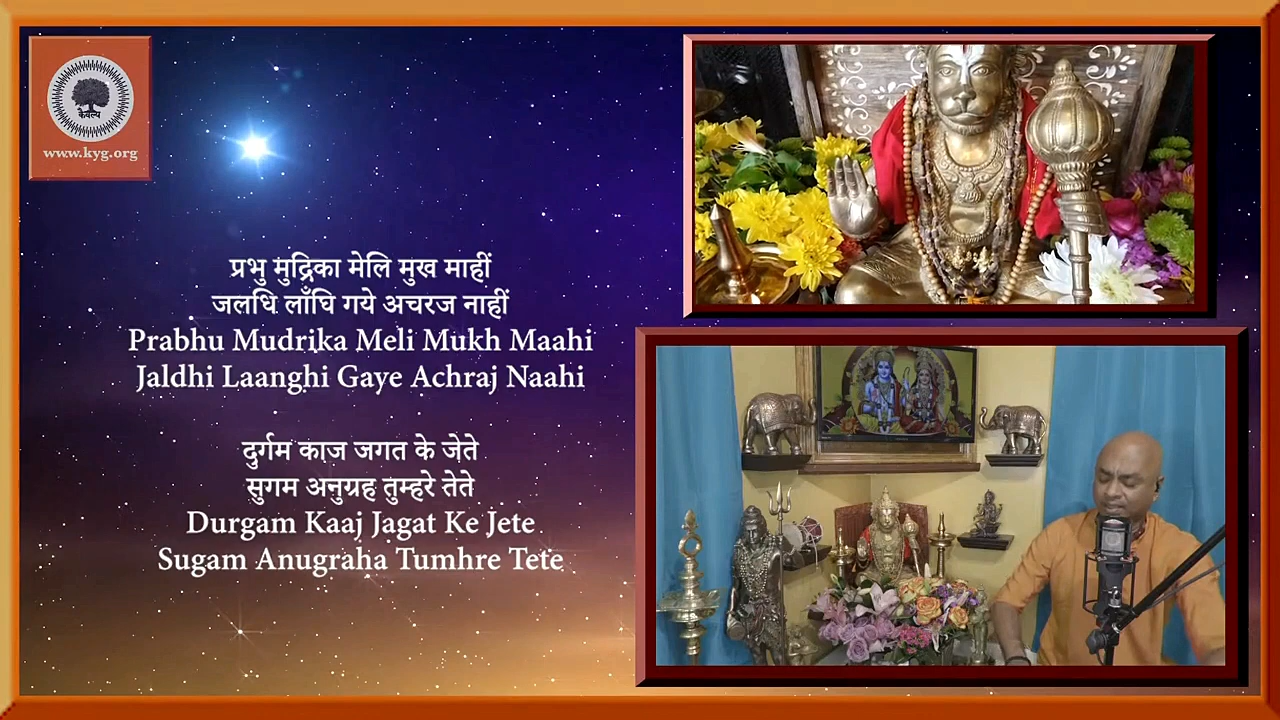 कैवल्य
www.kyg.org
प्रभु मुद्रिका मेलि मुख माहीं
जलधि लाँघि गये अचरज नाहीं
Prabhu Mudrika Meli Mukh Maahi
Jaldhi Laanghi Gaye Achraj Naahi
दुर्गम काज जगत के जेते
सुगम अनुग्रह तुम्हरे तेते
Durgam Kaaj Jagat Ke Jete
Sugam Anugraha Tumhre Tete